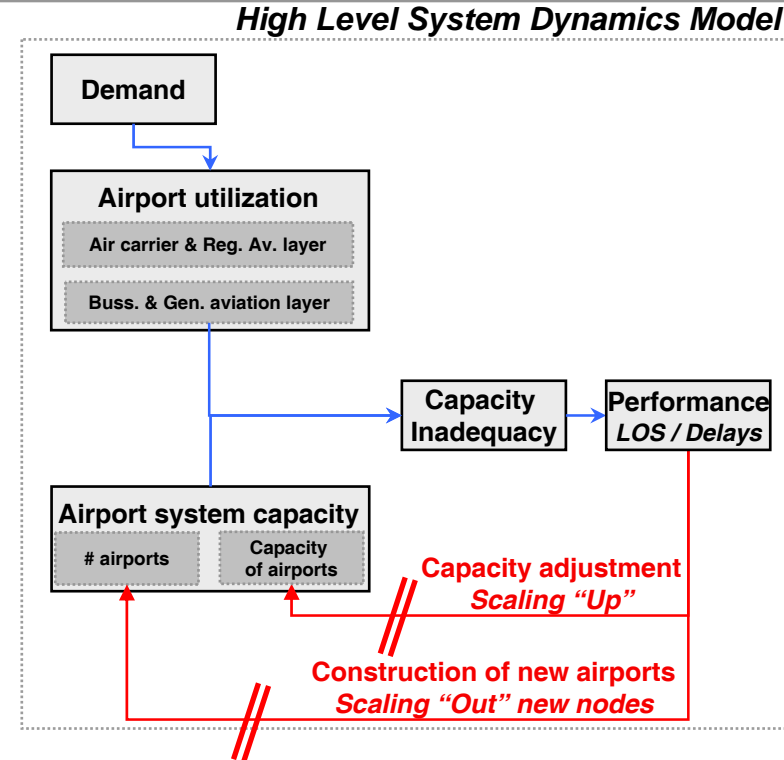 High Level System Dynamics Model
Demand
Airport utilization
Air carrier & Reg. Av. layer
Buss. & Gen. aviation layer
Capacity
Inadequacy
Performance
LOS / Delays
Airport system capacity
# airports
Capacity
of airports
Capacity adjustment
Scaling “Up”
Construction of new airports
Scaling “Out” new nodes